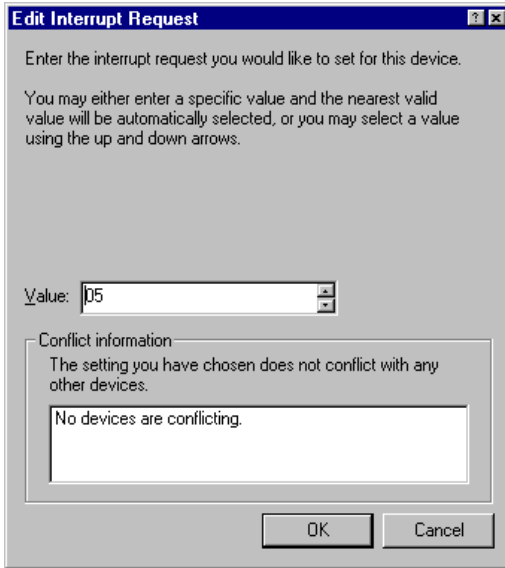 Edit Interrupt Request
Enter the interrupt request you would like to set for this device.
You may either enter a specific value and the nearest valid
value will be automatically selected, or you may select a value
using the up and down arrows.
Value: 05
Conflict information
The setting you have chosen does not conflict with any
other devices.
No devices are conflicting.
OK Cancel